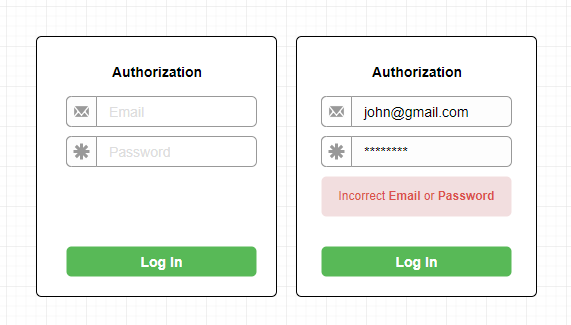 Authorization
Email
Password
Log In
Authorization
john@gmail.com
********
Incorrect Email or Password
Log In